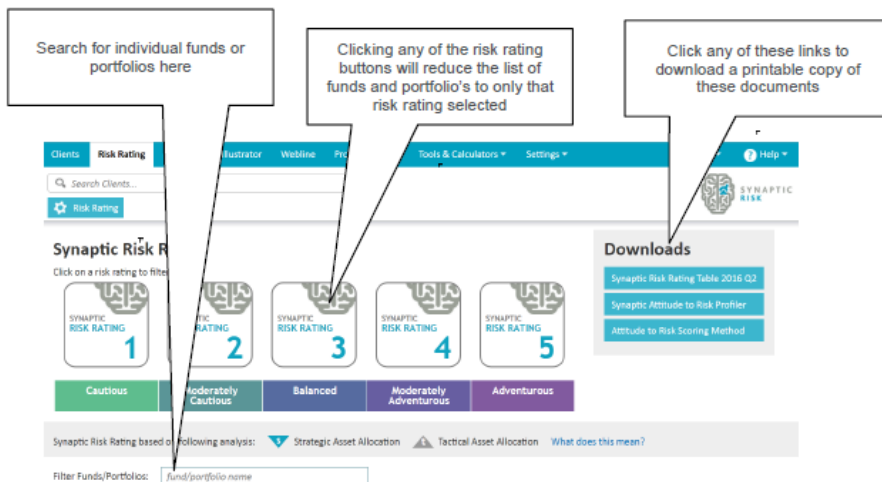 Search for individual funds or
portfolios here
Clicking any of the risk rating
buttons will reduce the list of
funds and portfolio's to only that
risk rating selected
Click any of these links to
download a printable copy of
these documents
Clients Risk Rating Illustrator Webline Tools & Calculators Settings Help
Search Clients...
Risk Rating
SYNAPTIC
RISK
Synaptic Risk R
Click on a risk rating to filte
Downloads
Synaptic Risk Rating Table 2016 Q2
Synaptic Attitude to Risk Profiler
Attitude to Risk Scoring Method
SYNAPTIC
RISK RATING
1
RATING
2
SYNAPTIC
RISK RATING
3
SYNAPTIC
RISK RATING
4
SYNAPTIC
RISK RATING
5
Cautious
Moderately
Cautious
Balanced
Moderately
Adventurous
Adventurous
Synaptic Risk Rating based following analysis: S Strategic Asset Allocation t Tactical Asset Allocation What does this mean?
Filter Funds/Portfolios: fund/portfolio name